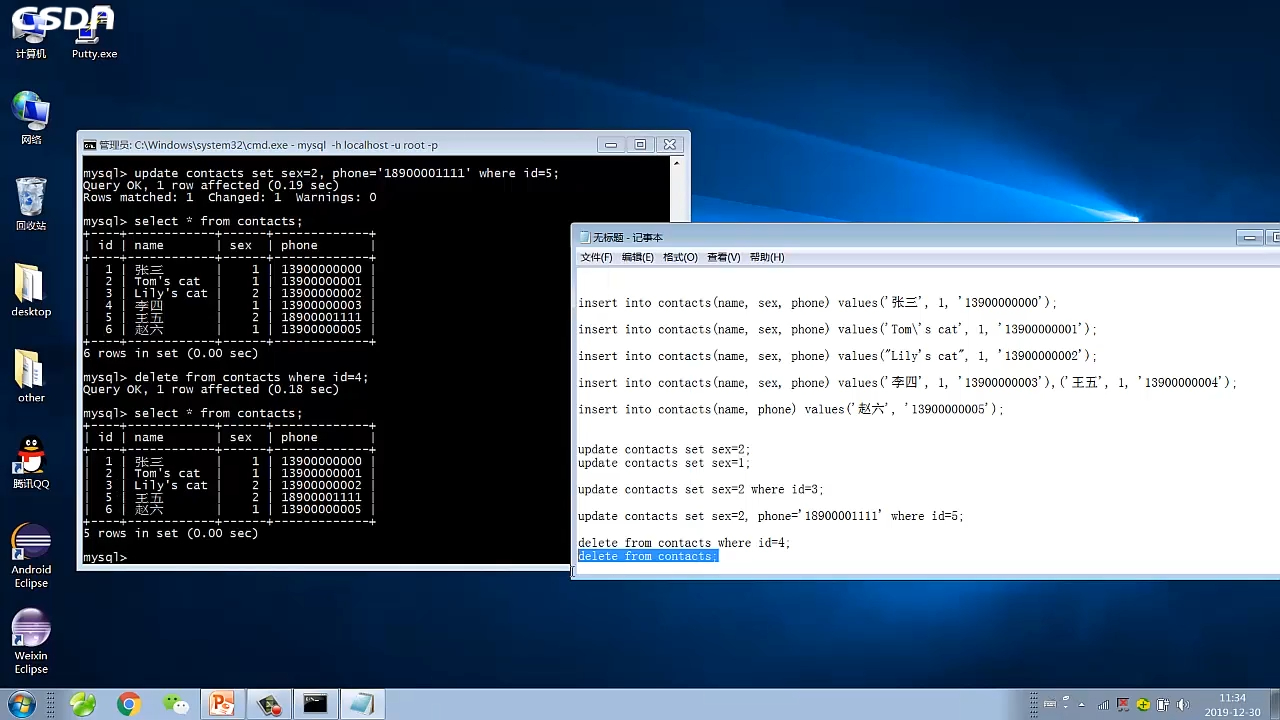 CSDN
计算机
Putty.exe
网络
回收站
desktop
other
腾讯QQ
Android
Eclipse
Weixin
Eclipse
管理员: C:\Windows\system32\cmd.exe - mysql -h localhost -u root -p
mysql> update contacts set sex=2, phone='18900001111' where id=5;
Query OK, 1 row affected (0.19 sec)
Rows matched: 1  Changed: 1  Warnings: 0
mysql> select * from contacts;
+----+------------+------+-------------+
| id | name       | sex  | phone       |
+----+------------+------+-------------+
|  1 | 张三       |    1 | 13900000000 |
|  2 | Tom's cat  |    1 | 13900000001 |
|  3 | Lily's cat |    2 | 13900000002 |
|  4 | 李四       |    1 | 13900000003 |
|  5 | 王五       |    2 | 18900001111 |
|  6 | 赵六       |    1 | 13900000005 |
+----+------------+------+-------------+
6 rows in set (0.00 sec)
mysql> delete from contacts where id=4;
Query OK, 1 row affected (0.18 sec)
mysql> select * from contacts;
+----+------------+------+-------------+
| id | name       | sex  | phone       |
+----+------------+------+-------------+
|  1 | 张三       |    1 | 13900000000 |
|  2 | Tom's cat  |    1 | 13900000001 |
|  3 | Lily's cat |    2 | 13900000002 |
|  5 | 王五       |    2 | 18900001111 |
|  6 | 赵六       |    1 | 13900000005 |
+----+------------+------+-------------+
5 rows in set (0.00 sec)
mysql>
无标题 - 记事本
文件(F) 编辑(E) 格式(O) 查看(V) 帮助(H)
insert into contacts(name, sex, phone) values('张三', 1, '13900000000');
insert into contacts(name, sex, phone) values('Tom\'s cat', 1, '13900000001');
insert into contacts(name, sex, phone) values("Lily's cat", 1, '13900000002');
insert into contacts(name, sex, phone) values('李四', 1, '13900000003'),('王五', 1, '13900000004');
insert into contacts(name, phone) values('赵六', '13900000005');
update contacts set sex=2;
update contacts set sex=1;
update contacts set sex=2 where id=3;
update contacts set sex=2, phone='18900001111' where id=5;
delete from contacts where id=4;
delete from contacts;
11:34
2019-12-30